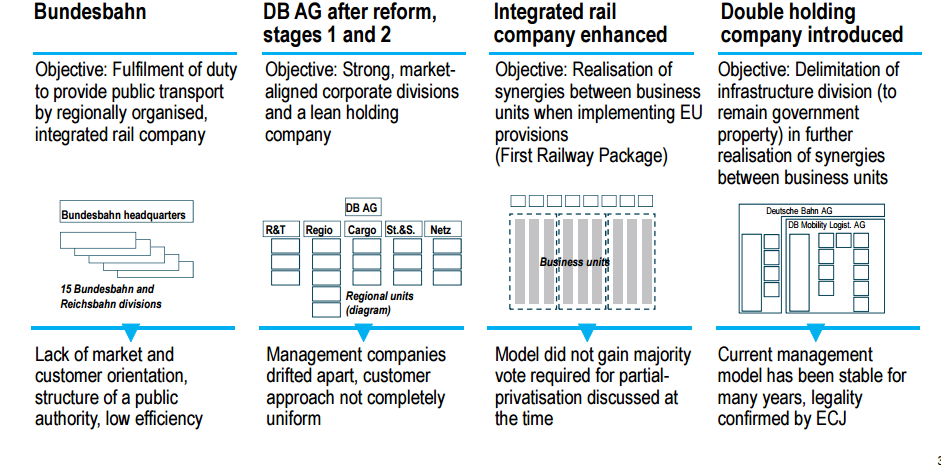 Bundesbahn
Objective: Fulfilment of duty
to provide public transport
by regionally organised,
integrated rail company
Bundesbahn headquarters
15 Bundesbahn and
Reichsbahn divisions
Lack of market and
customer orientation,
structure of a public
authority, low efficiency
DB AG after reform,
stages 1 and 2
Objective: Strong, market-
aligned corporate divisions
and a lean holding
company
DB AG
R&T Regio Cargo St.&S. Netz
Regional units
(diagram)
Management companies
drifted apart, customer
approach not completely
uniform
Integrated rail
company enhanced
Objective: Realisation of
synergies between business
units when implementing EU
provisions
(First Railway Package)
Business units
Model did not gain majority
vote required for partial-
privatisation discussed at
the time
Double holding
company introduced
Objective: Delimitation of
infrastructure division (to
remain government
property) in further
realisation of synergies
between business units
Deutsche Bahn AG
DB Mobility Logist. AG
Current management
model has been stable for
many years, legality
confirmed by ECJ